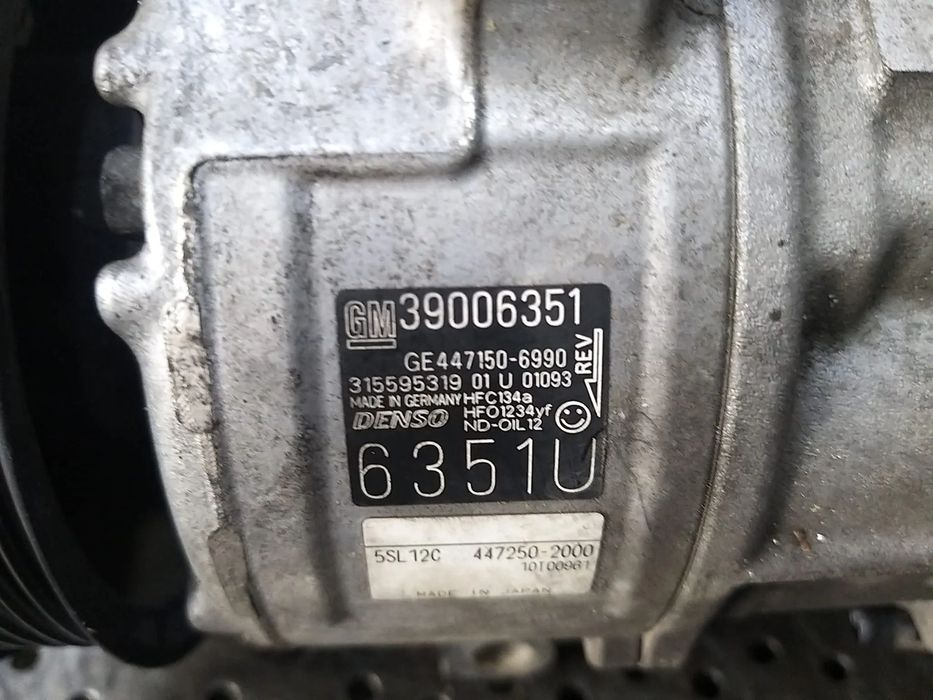 GM 39006351
GE447150-6990
315595319 01 U 01093
MADE IN GERMANY HFC134a
DENSO HFO1234yf
ND-OIL12
REV
6351U
5SL12C 447250-2000
10T00961
MADE IN JAPAN